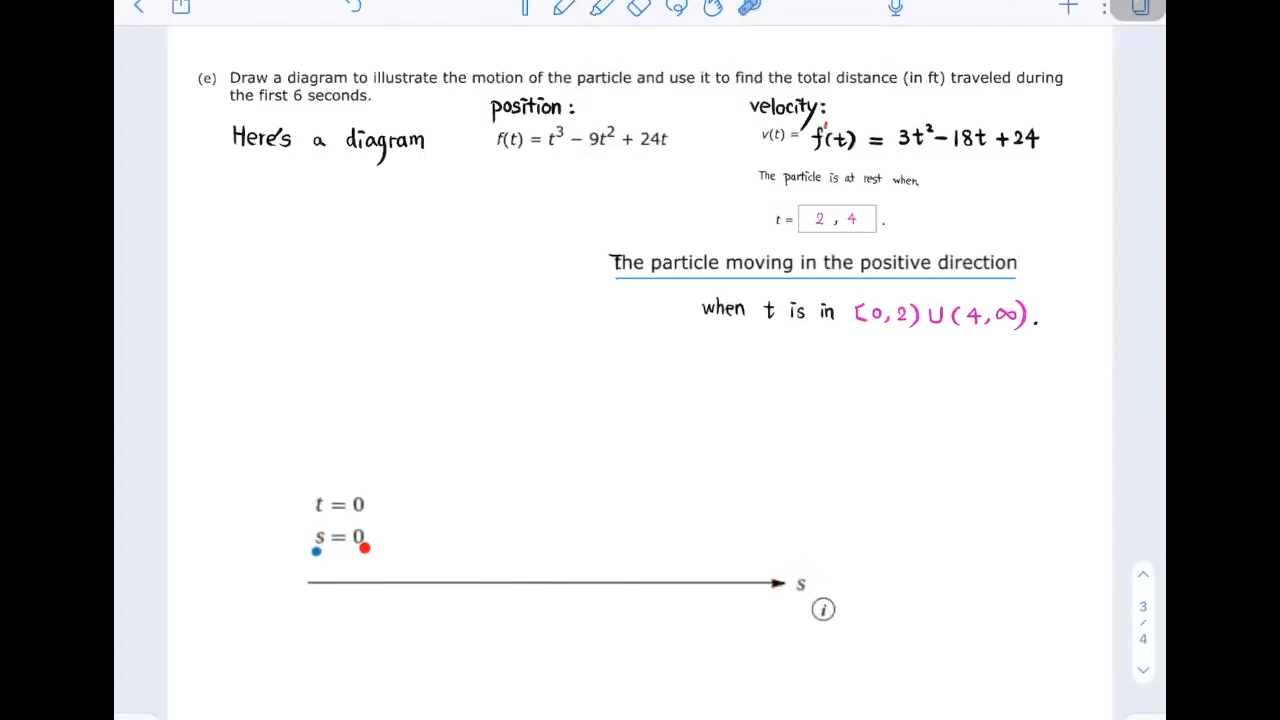 (e) Draw a diagram to illustrate the motion of the particle and use it to find the total distance (in ft) traveled during
the first 6 seconds.
position :
velocity:
Here's a diagram
f(t) = t³ − 9t² + 24t
v(t) = f'(t) = 3t² − 18t + 24
The particle is at rest when
t = 2 , 4 .
The particle moving in the positive direction
when t is in [0, 2) ∪ (4, ∞).
t = 0
s = 0
s
i
3
/
4